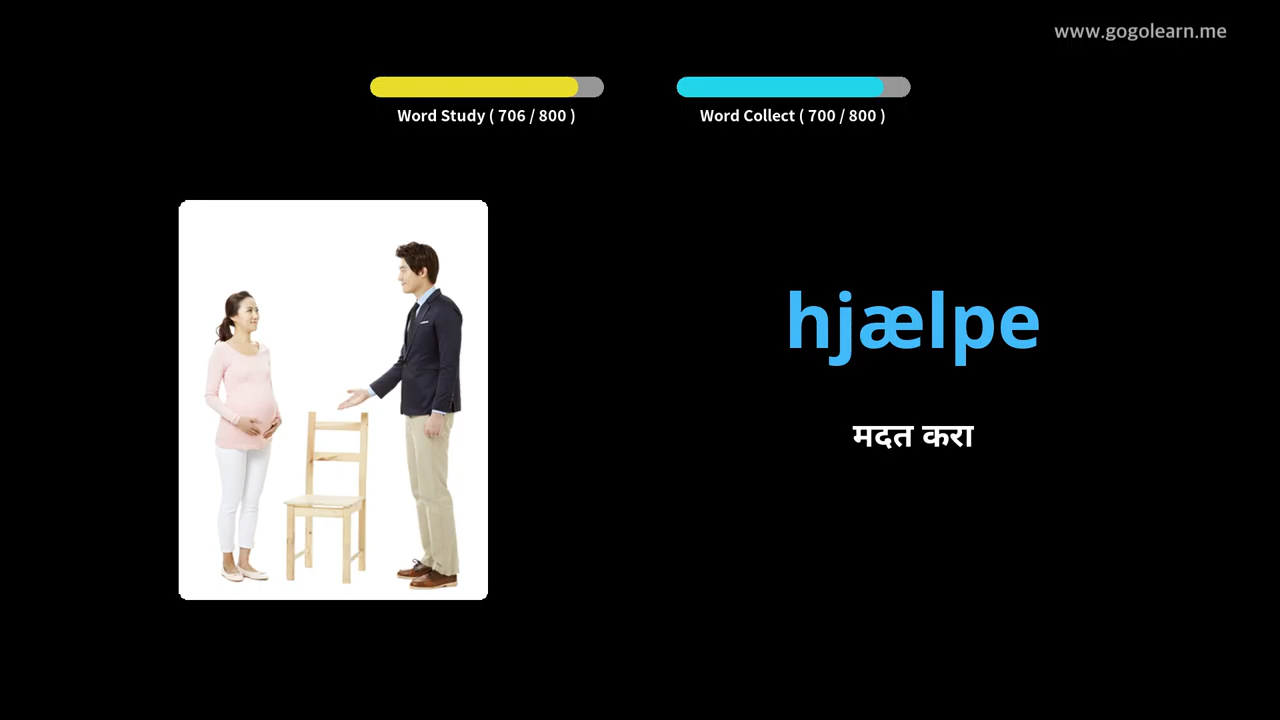 www.gogolearn.me
Word Study ( 706 / 800 )
Word Collect ( 700 / 800 )
hjælpe
मदत करा